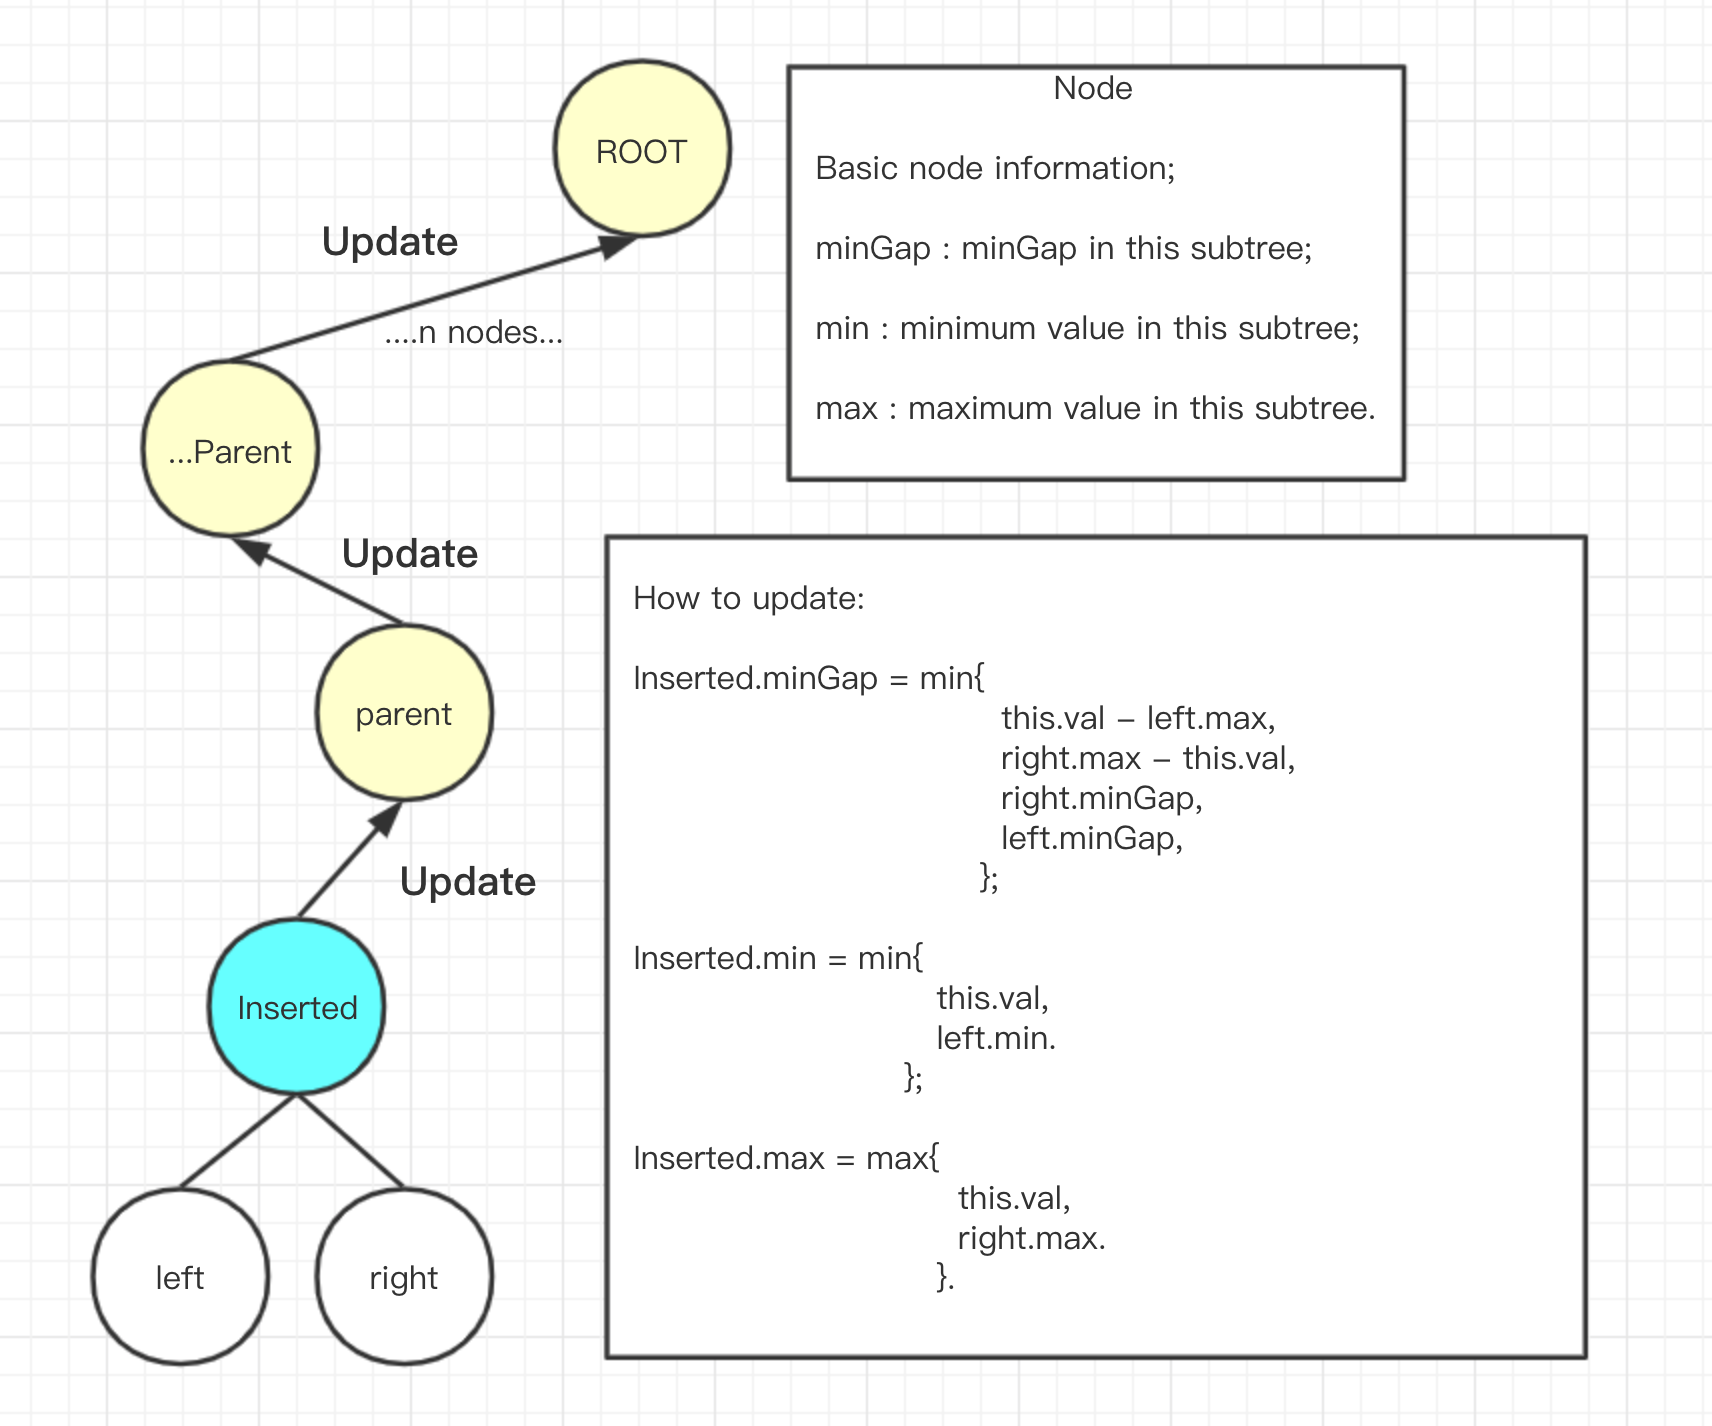 ROOT
Update
....n nodes...
...Parent
Update
parent
Update
Inserted
left
right
Node
Basic node information;
minGap : minGap in this subtree;
min : minimum value in this subtree;
max : maximum value in this subtree.
How to update:
Inserted.minGap = min{
this.val – left.max,
right.max – this.val,
right.minGap,
left.minGap,
};
Inserted.min = min{
this.val,
left.min.
};
Inserted.max = max{
this.val,
right.max.
}.